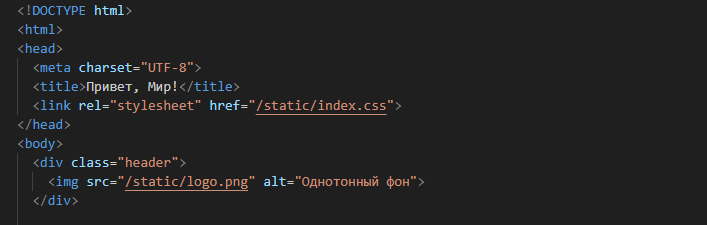 <!DOCTYPE html>
<html>
<head>
<meta charset="UTF-8">
<title>Привет, Мир!</title>
<link rel="stylesheet" href="/static/index.css">
</head>
<body>
<div class="header">
<img src="/static/logo.png" alt="Однотонный фон">
</div>